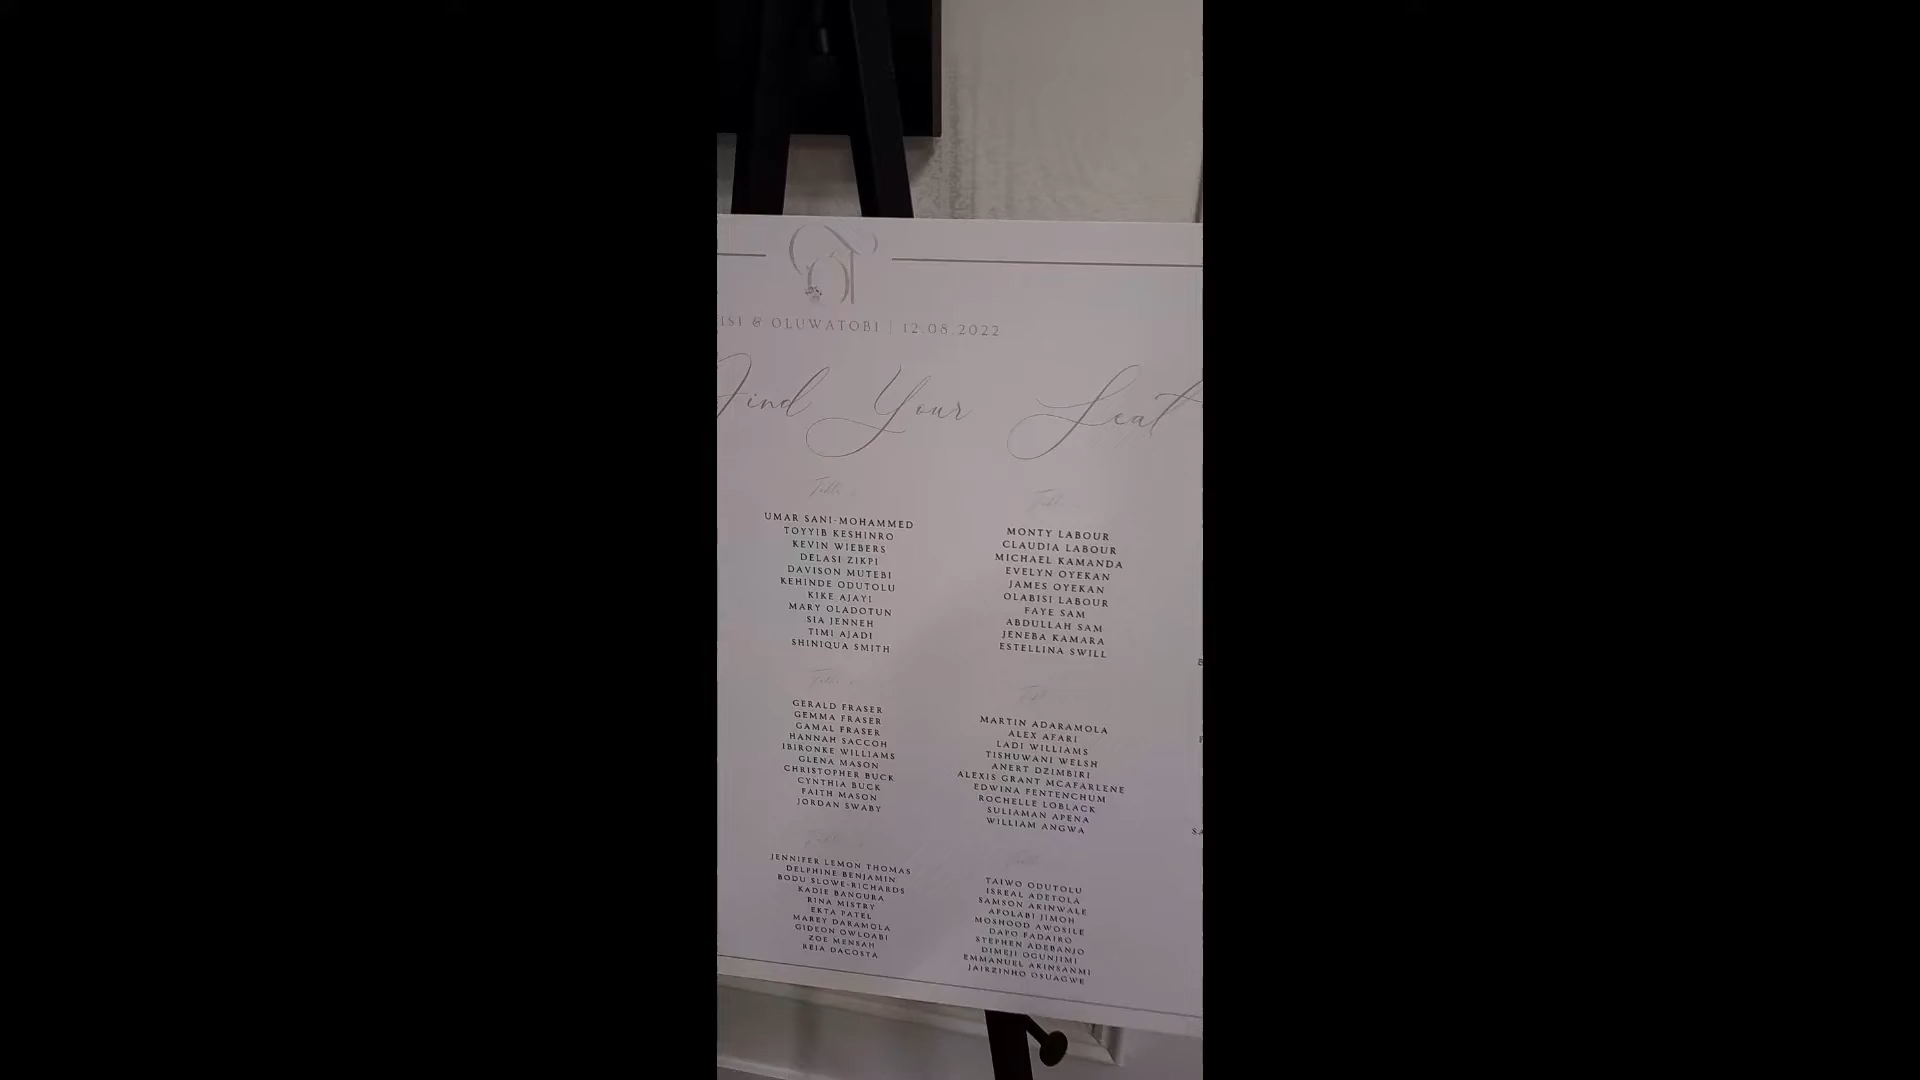 ISI & OLUWATOBI | 12.08.2022
Find Your Seat
Table
UMAR SANI-MOHAMMED
TOYYIB KESHINRO
KEVIN WIEBERS
DELASI ZIKPI
DAVISON MUTEBI
KEHINDE ODUTOLU
KIKE AJAYI
MARY OLADOTUN
SIA JENNEH
TIMI AJADI
SHINIQUA SMITH
Table
GERALD FRASER
GEMMA FRASER
GAMAL FRASER
HANNAH SACCOH
IBIRONKE WILLIAMS
GLENA MASON
CHRISTOPHER BUCK
CYNTHIA BUCK
FAITH MASON
JORDAN SWABY
Table
JENNIFER LEMON THOMAS
DELPHINE BENJAMIN
BODU SLOWE-RICHARDS
KADIE BANGURA
RINA MISTRY
EKTA PATEL
MAREY DARAMOLA
GIDEON OWLOABI
ZOE MENSAH
REIA DACOSTA
Table
MONTY LABOUR
CLAUDIA LABOUR
MICHAEL KAMANDA
EVELYN OYEKAN
JAMES OYEKAN
OLABISI LABOUR
FAYE SAM
ABDULLAH SAM
JENEBA KAMARA
ESTELLINA SWILL
Table
MARTIN ADARAMOLA
ALEX AFARI
LADI WILLIAMS
TISHUWANI WELSH
ANERT DZIMBIRI
ALEXIS GRANT MCAFARLENE
EDWINA FENTENCHUM
ROCHELLE LOBLACK
SULIAMAN APENA
WILLIAM ANGWA
Table
TAIWO ODUTOLU
ISREAL ADETOLA
SAMSON AKINWALE
AFOLABI JIMOH
MOSHOOD AWOSILE
DAPO FADAIRO
STEPHEN ADEBANJO
DIMEJI OGUNJIMI
EMMANUEL AKINSANMI
JAIRZINHO OSUAGWE